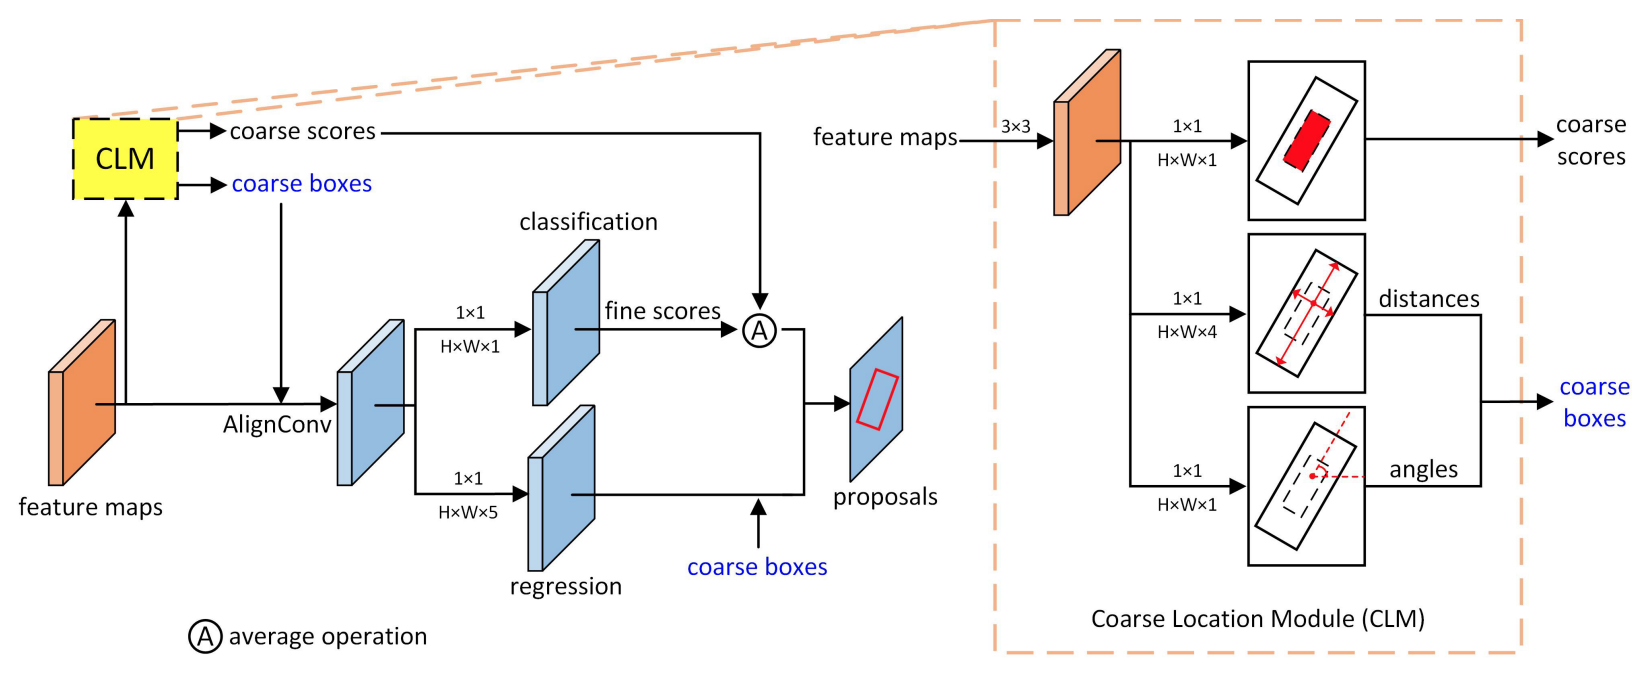 CLM
coarse scores
coarse boxes
feature maps
AlignConv
1×1
H×W×1
classification
fine scores
A
1×1
H×W×5
regression
coarse boxes
proposals
A average operation
feature maps
3×3
1×1
H×W×1
coarse
scores
1×1
H×W×4
distances
coarse
boxes
1×1
H×W×1
angles
Coarse Location Module (CLM)